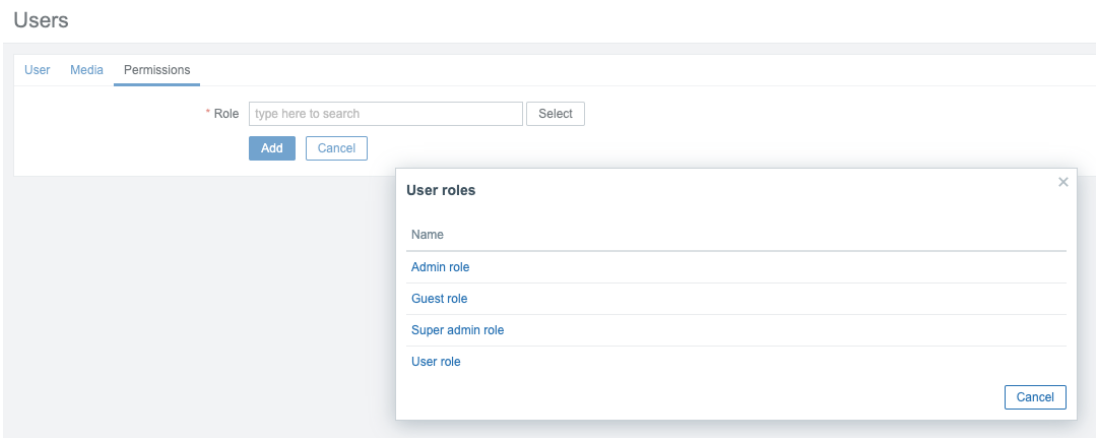 Users
User Media Permissions
* Role type here to search Select
Add Cancel
User roles ×
Name
Admin role
Guest role
Super admin role
User role
Cancel